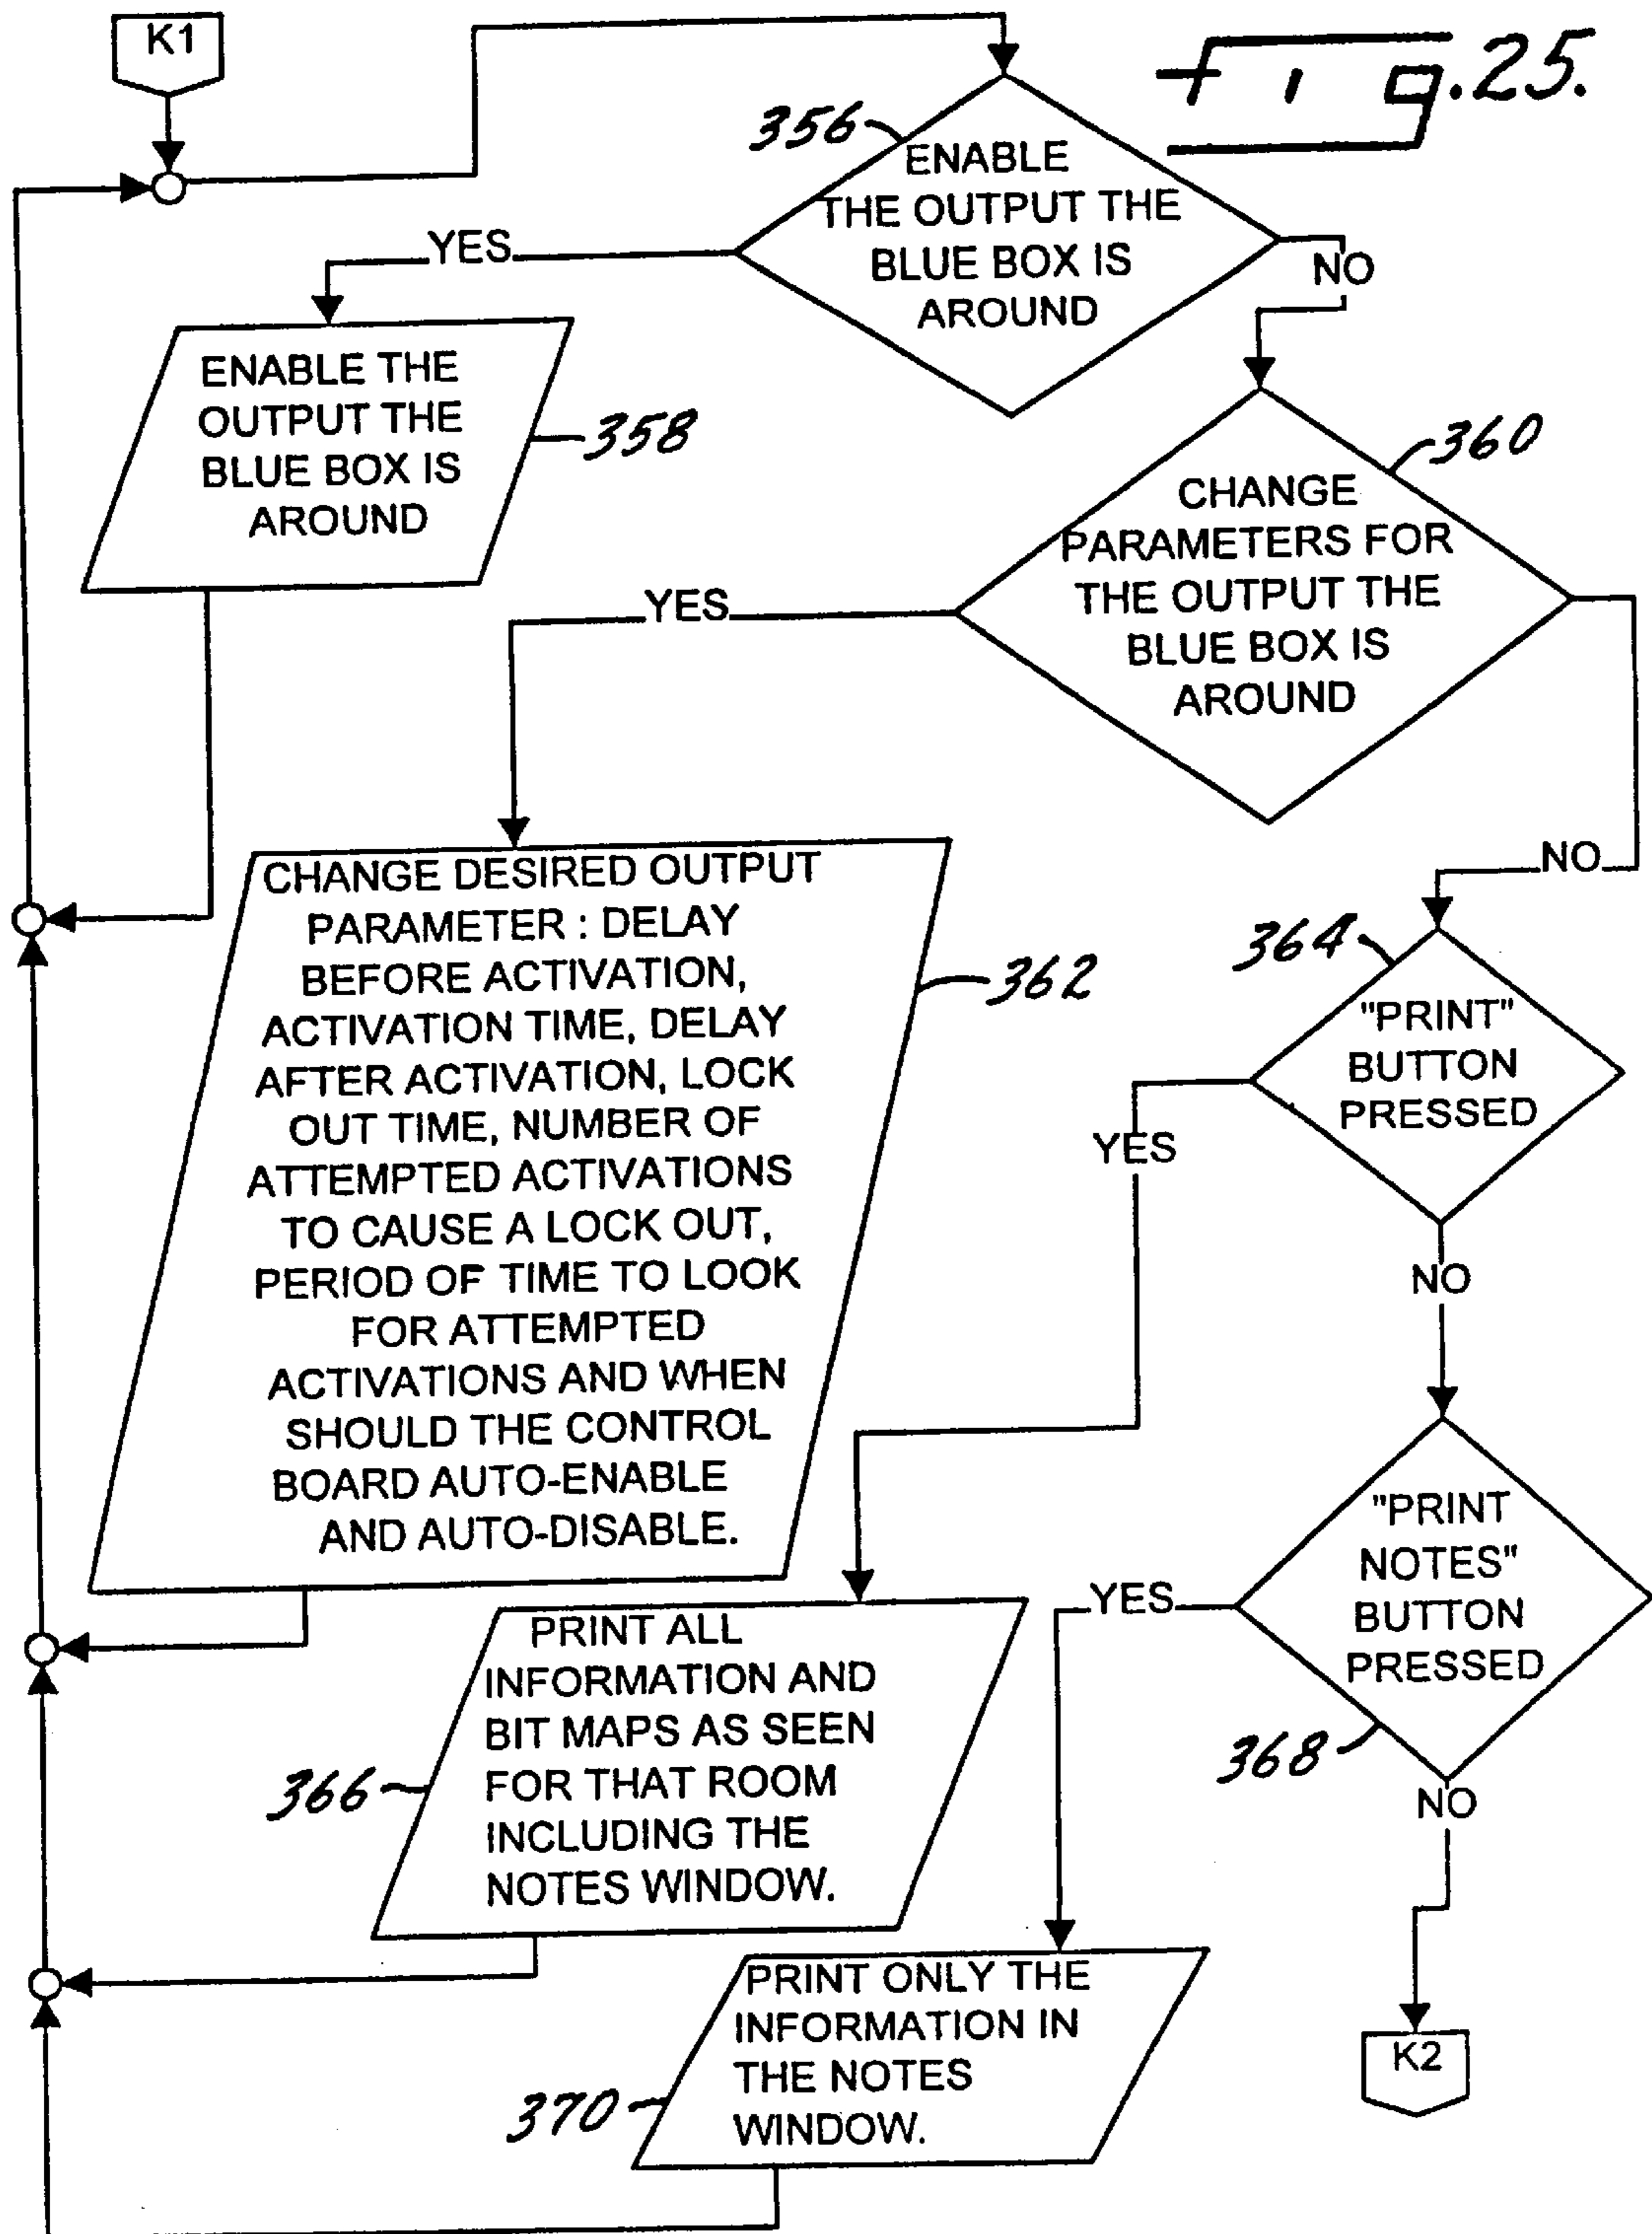 K1
Fig.25.
356
ENABLE
THE OUTPUT THE
BLUE BOX IS
AROUND
YES
NO
ENABLE THE
OUTPUT THE
BLUE BOX IS
AROUND
358
360
CHANGE
PARAMETERS FOR
THE OUTPUT THE
BLUE BOX IS
AROUND
YES
NO
CHANGE DESIRED OUTPUT
PARAMETER : DELAY
BEFORE ACTIVATION,
ACTIVATION TIME, DELAY
AFTER ACTIVATION, LOCK
OUT TIME, NUMBER OF
ATTEMPTED ACTIVATIONS
TO CAUSE A LOCK OUT,
PERIOD OF TIME TO LOOK
FOR ATTEMPTED
ACTIVATIONS AND WHEN
SHOULD THE CONTROL
BOARD AUTO-ENABLE
AND AUTO-DISABLE.
362
364
"PRINT"
BUTTON
PRESSED
YES
NO
PRINT ALL
INFORMATION AND
BIT MAPS AS SEEN
FOR THAT ROOM
INCLUDING THE
NOTES WINDOW.
366
"PRINT
NOTES"
BUTTON
PRESSED
368
YES
NO
PRINT ONLY THE
INFORMATION IN
THE NOTES
WINDOW.
370
K2